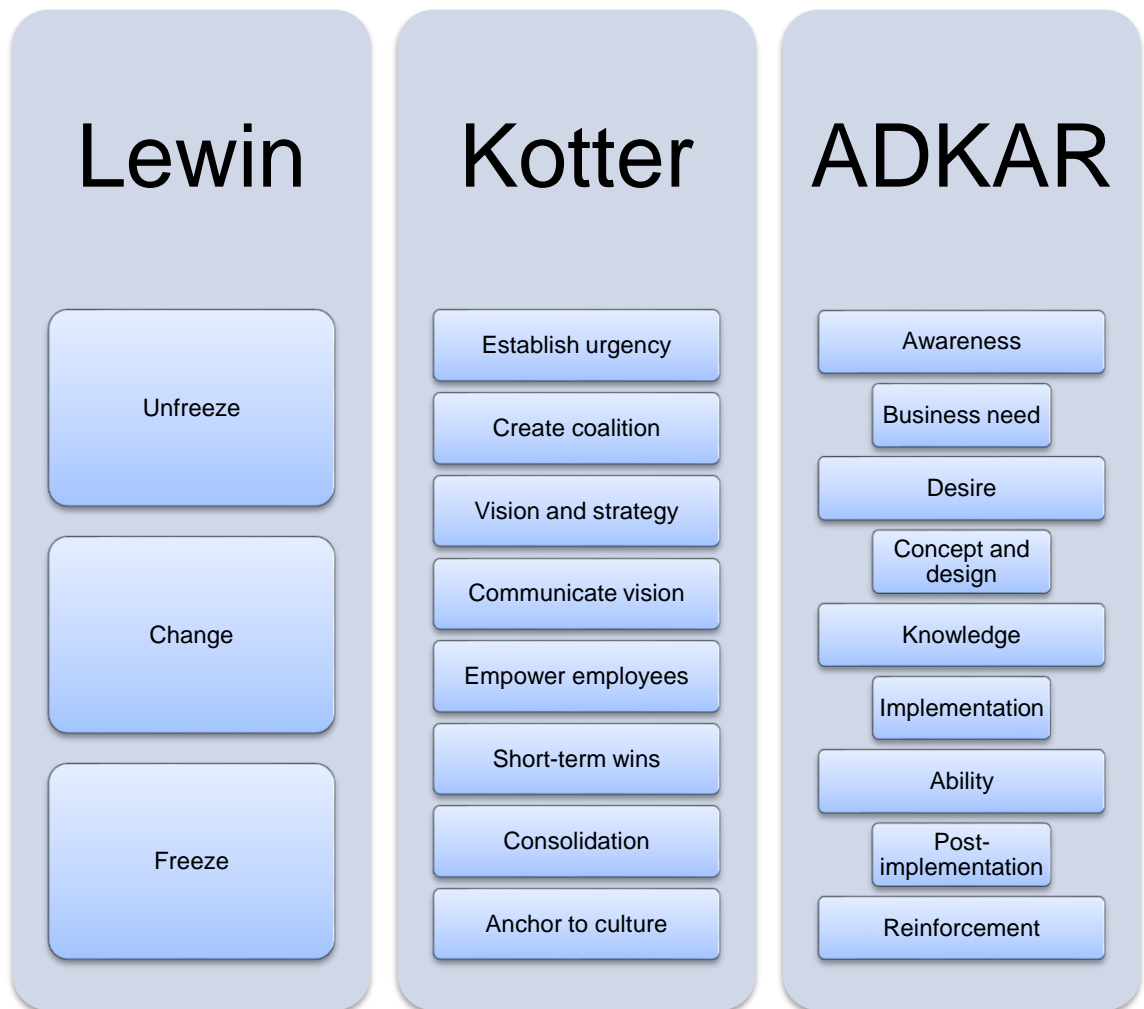 Lewin
Unfreeze
Change
Freeze
Kotter
Establish urgency
Create coalition
Vision and strategy
Communicate vision
Empower employees
Short-term wins
Consolidation
Anchor to culture
ADKAR
Awareness
Business need
Desire
Concept and
design
Knowledge
Implementation
Ability
Post-
implementation
Reinforcement